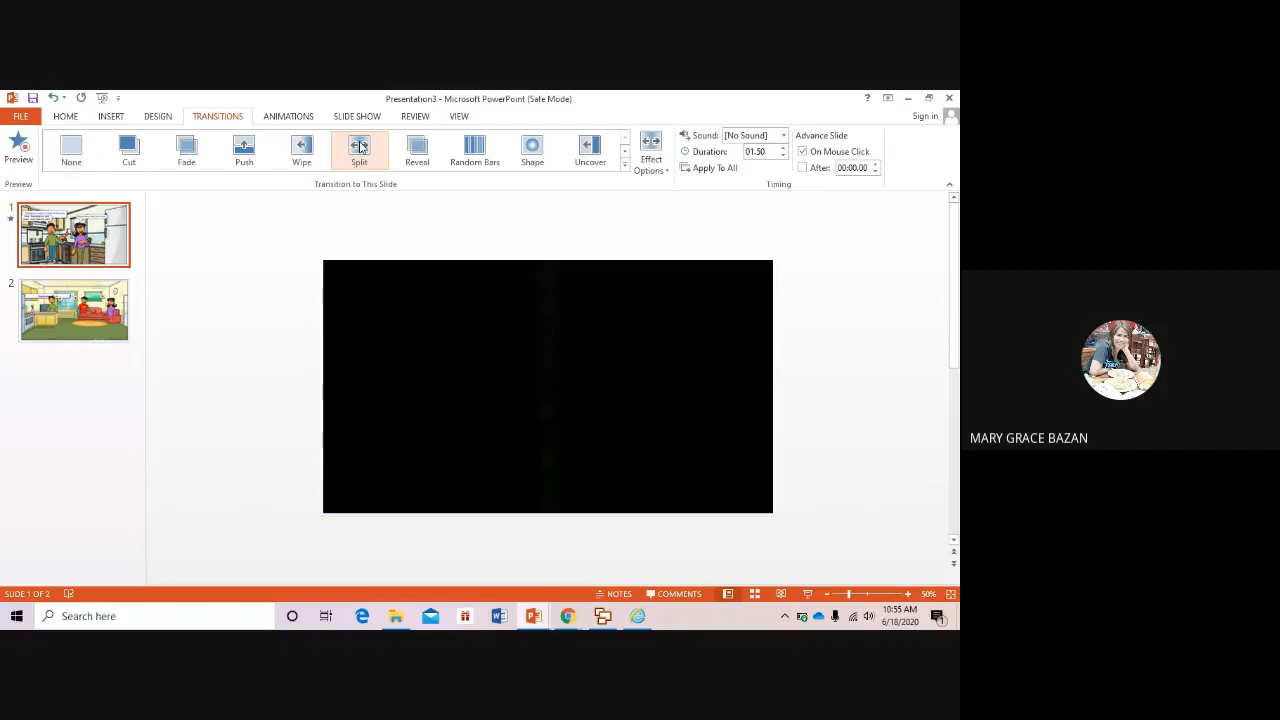 Presentation3 - Microsoft PowerPoint (Safe Mode)
?
FILE HOME INSERT DESIGN TRANSITIONS ANIMATIONS SLIDE SHOW REVIEW VIEW Sign in
Preview
None Cut Fade Push Wipe Split Reveal Random Bars Shape Uncover
Effect Options
Sound: [No Sound]
Duration: 01.50
Apply To All
Advance Slide
On Mouse Click
After: 00:00.00
Preview Transition to This Slide Timing
1
2
MARY GRACE BAZAN
SLIDE 1 OF 2 NOTES COMMENTS 50%
Search here
10:55 AM
6/18/2020